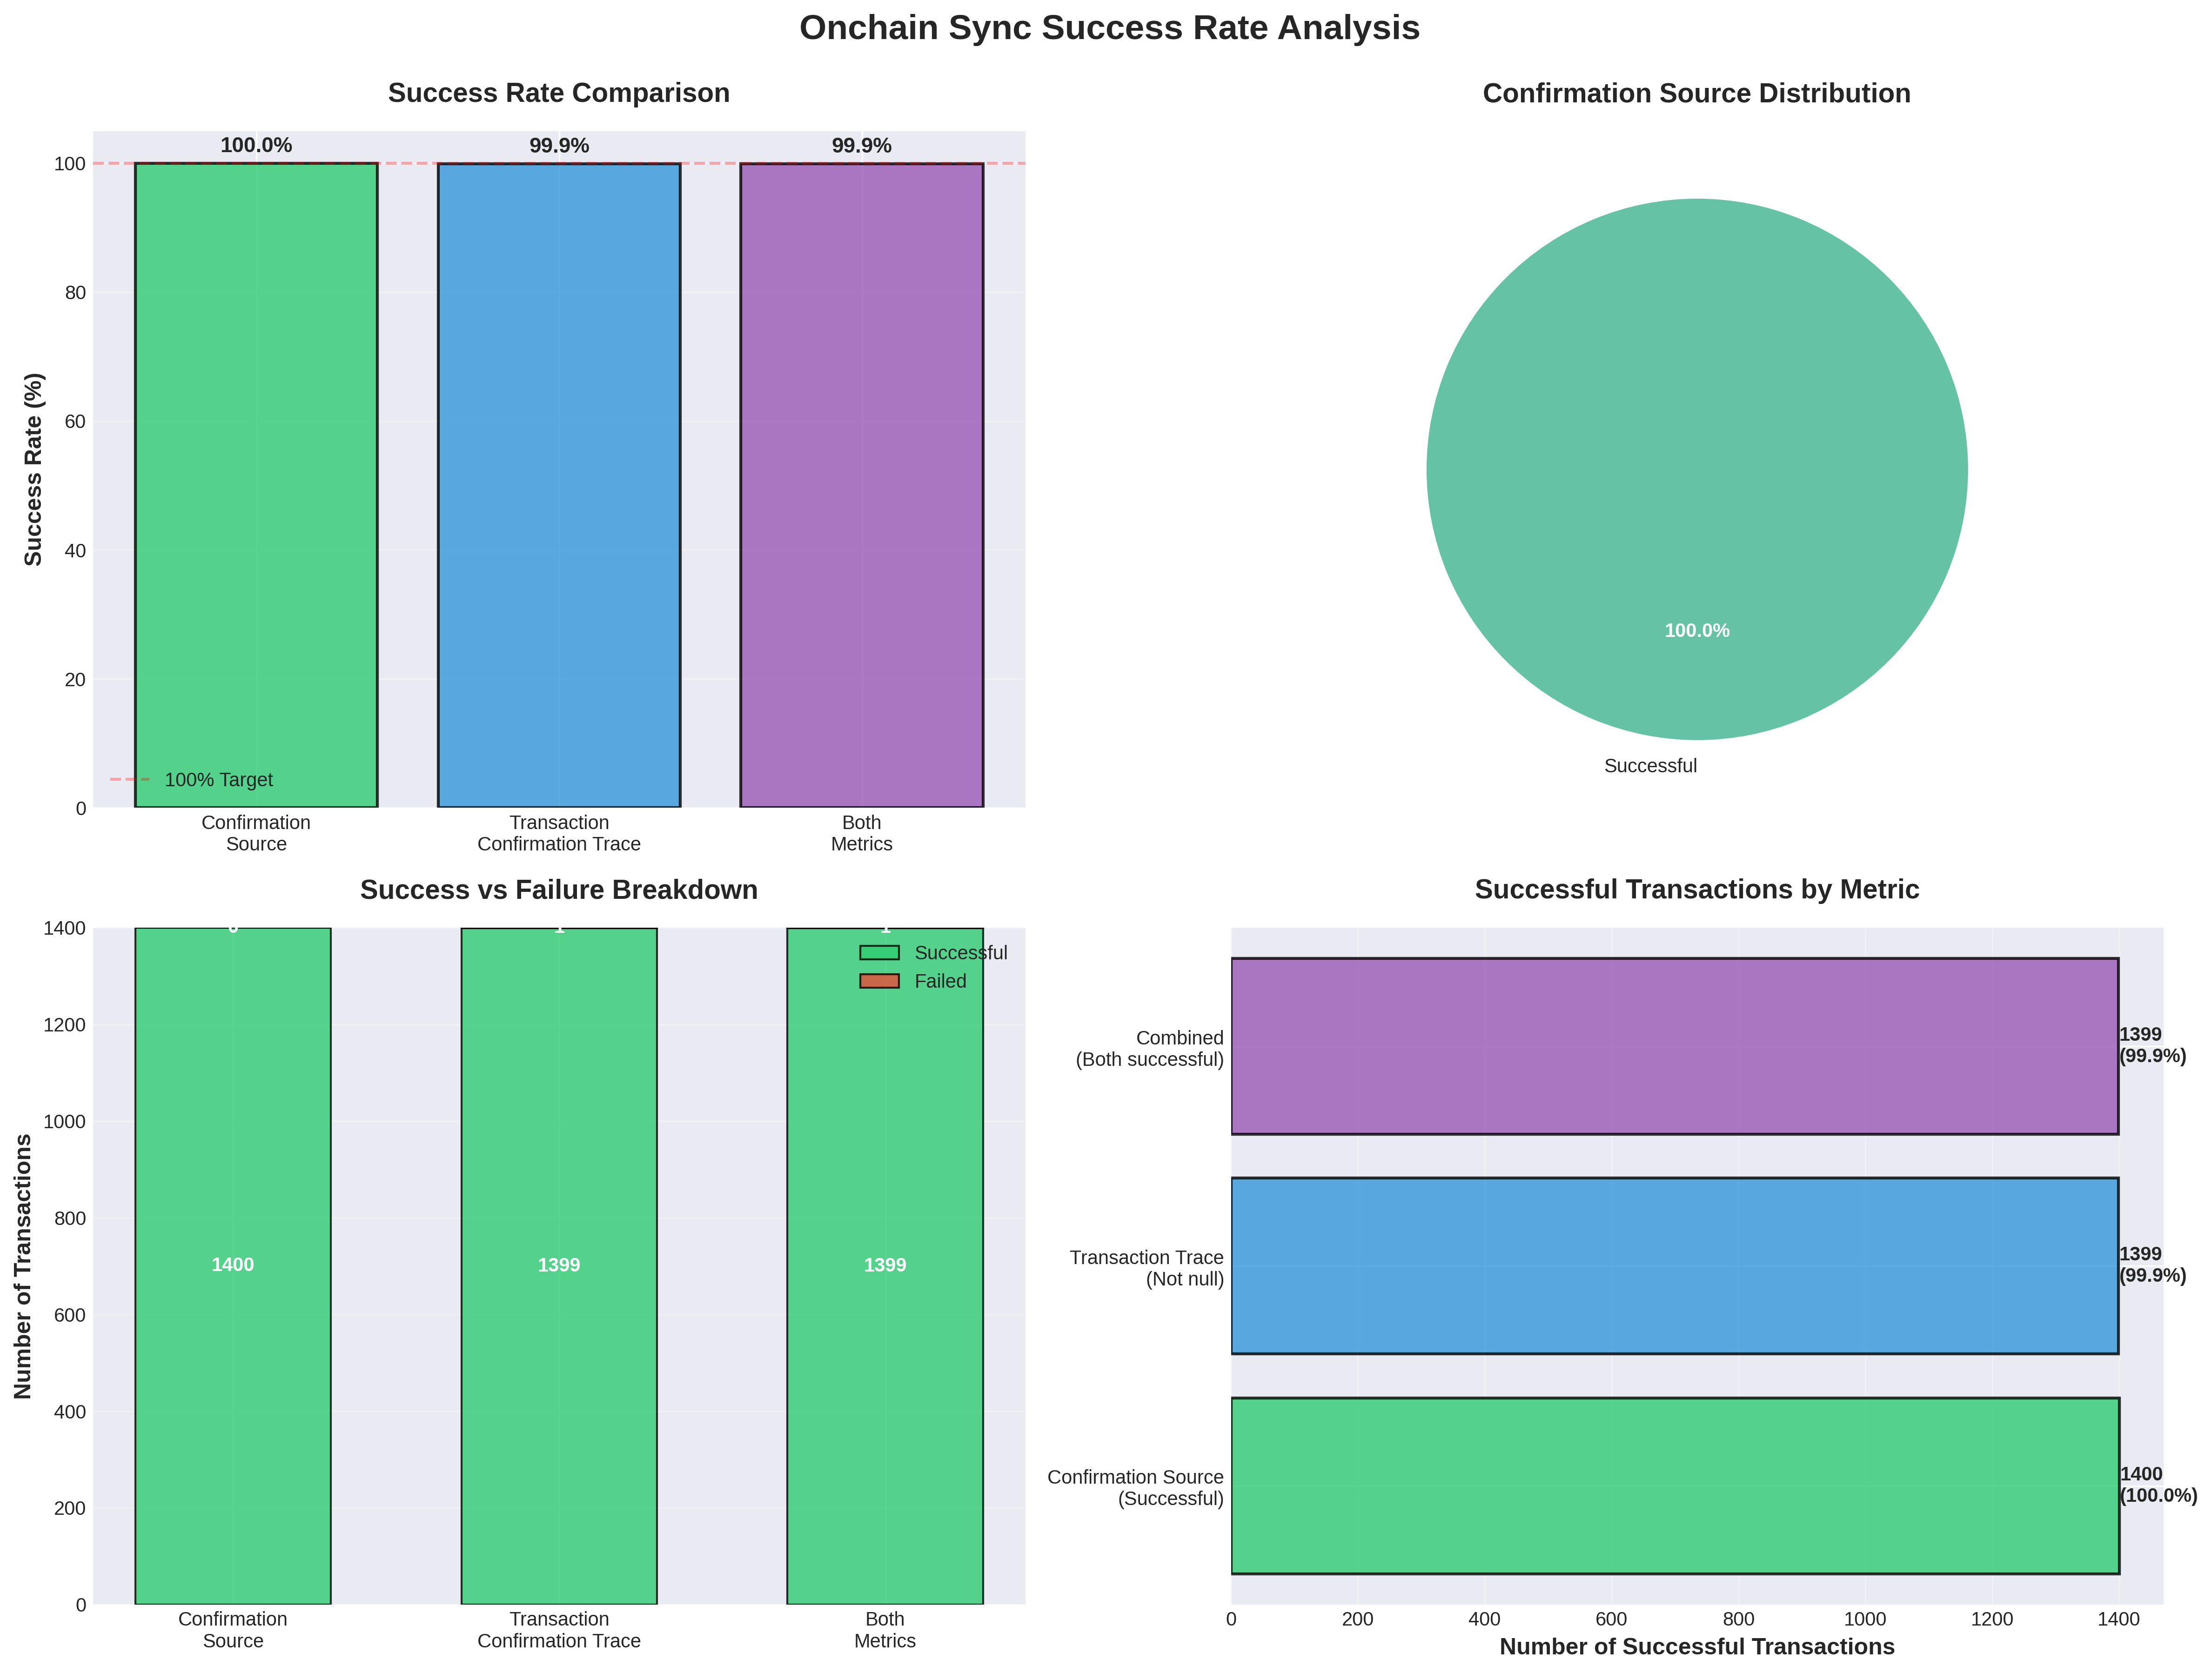 Onchain Sync Success Rate Analysis
Success Rate Comparison
Success Rate (%)
100
80
60
40
20
0
100.0%
99.9%
99.9%
100% Target
Confirmation
Source
Transaction
Confirmation Trace
Both
Metrics
Confirmation Source Distribution
100.0%
Successful
Success vs Failure Breakdown
Number of Transactions
1400
1200
1000
800
600
400
200
0
0
1
1
Successful
Failed
1400
1399
1399
Confirmation
Source
Transaction
Confirmation Trace
Both
Metrics
Successful Transactions by Metric
Combined
(Both successful)
1399
(99.9%)
Transaction Trace
(Not null)
1399
(99.9%)
Confirmation Source
(Successful)
1400
(100.0%)
0
200
400
600
800
1000
1200
1400
Number of Successful Transactions